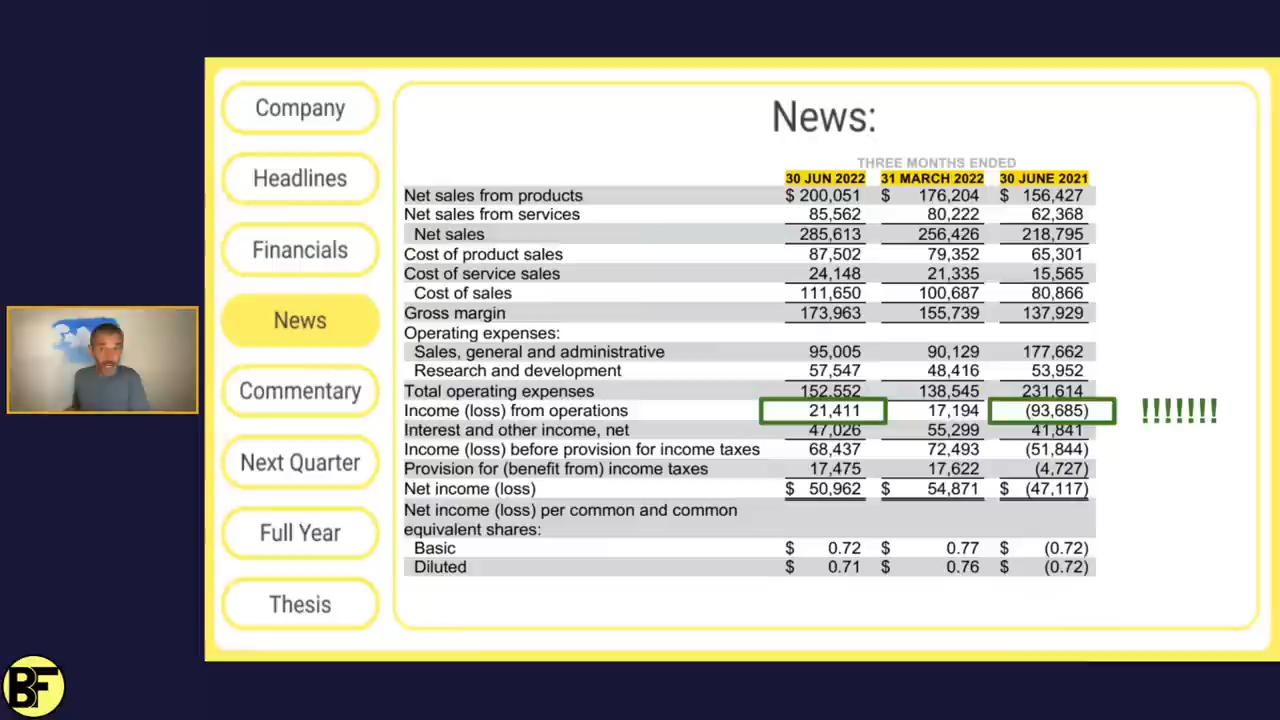 Company
Headlines
Financials
News
Commentary
Next Quarter
Full Year
Thesis
News:
THREE MONTHS ENDED
30 JUN 2022 31 MARCH 2022 30 JUNE 2021
Net sales from products $ 200,051 $ 176,204 $ 156,427
Net sales from services 85,562 80,222 62,368
Net sales 285,613 256,426 218,795
Cost of product sales 87,502 79,352 65,301
Cost of service sales 24,148 21,335 15,565
Cost of sales 111,650 100,687 80,866
Gross margin 173,963 155,739 137,929
Operating expenses:
Sales, general and administrative 95,005 90,129 177,662
Research and development 57,547 48,416 53,952
Total operating expenses 152,552 138,545 231,614
Income (loss) from operations 21,411 17,194 (93,685) !!!!!!!
Interest and other income, net 47,026 55,299 41,841
Income (loss) before provision for income taxes 68,437 72,493 (51,844)
Provision for (benefit from) income taxes 17,475 17,622 (4,727)
Net income (loss) $ 50,962 $ 54,871 $ (47,117)
Net income (loss) per common and common
equivalent shares:
Basic $ 0.72 $ 0.77 $ (0.72)
Diluted $ 0.71 $ 0.76 $ (0.72)
BF